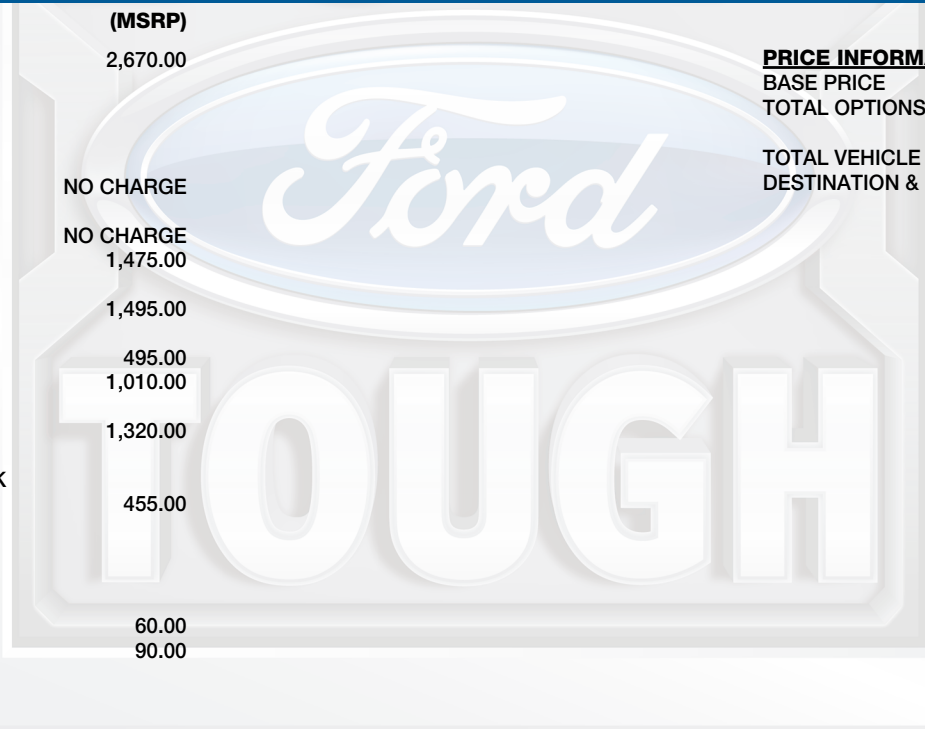 (MSRP)
2,670.00
NO CHARGE
NO CHARGE
1,475.00
1,495.00
495.00
1,010.00
1,320.00
K
455.00
60.00
90.00
PRICE INFORMA
BASE PRICE
TOTAL OPTIONS
TOTAL VEHICLE
DESTINATION &
Ford
TOUGH